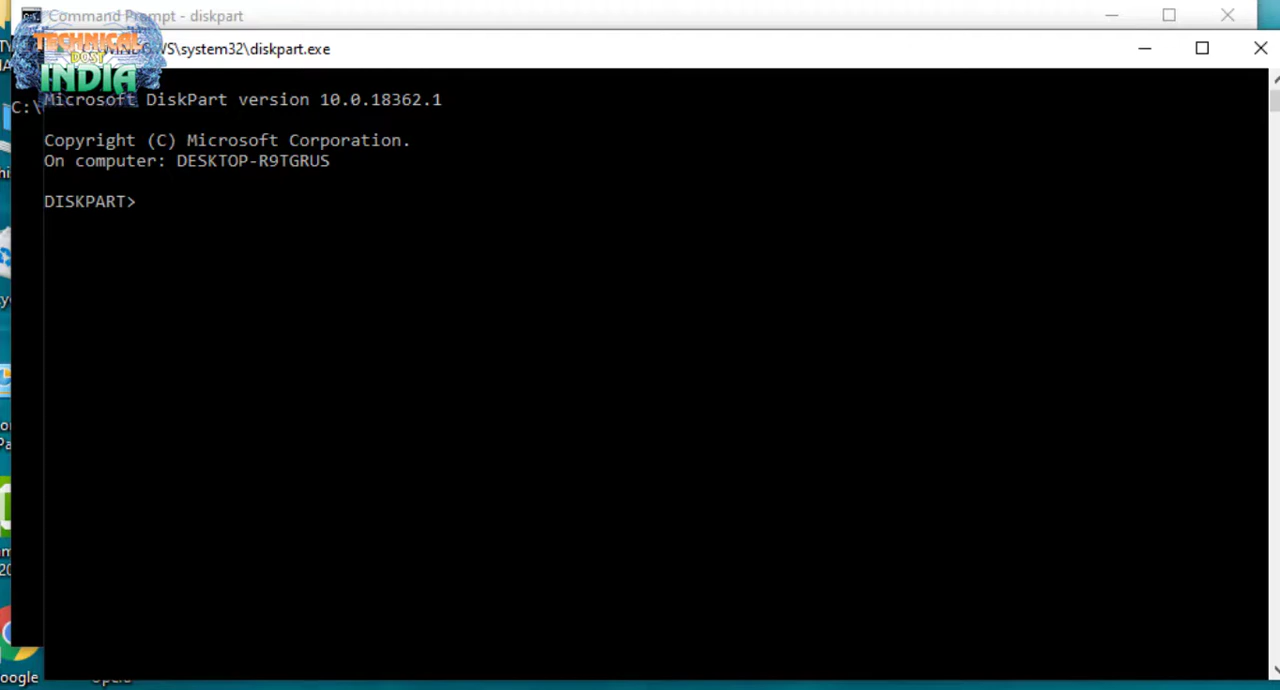 Command Prompt - diskpart
TECHNICAL
DOST
INDIA
S\system32\diskpart.exe
C:\
Microsoft DiskPart version 10.0.18362.1
Copyright (C) Microsoft Corporation.
On computer: DESKTOP-R9TGRUS
DISKPART>
oogle